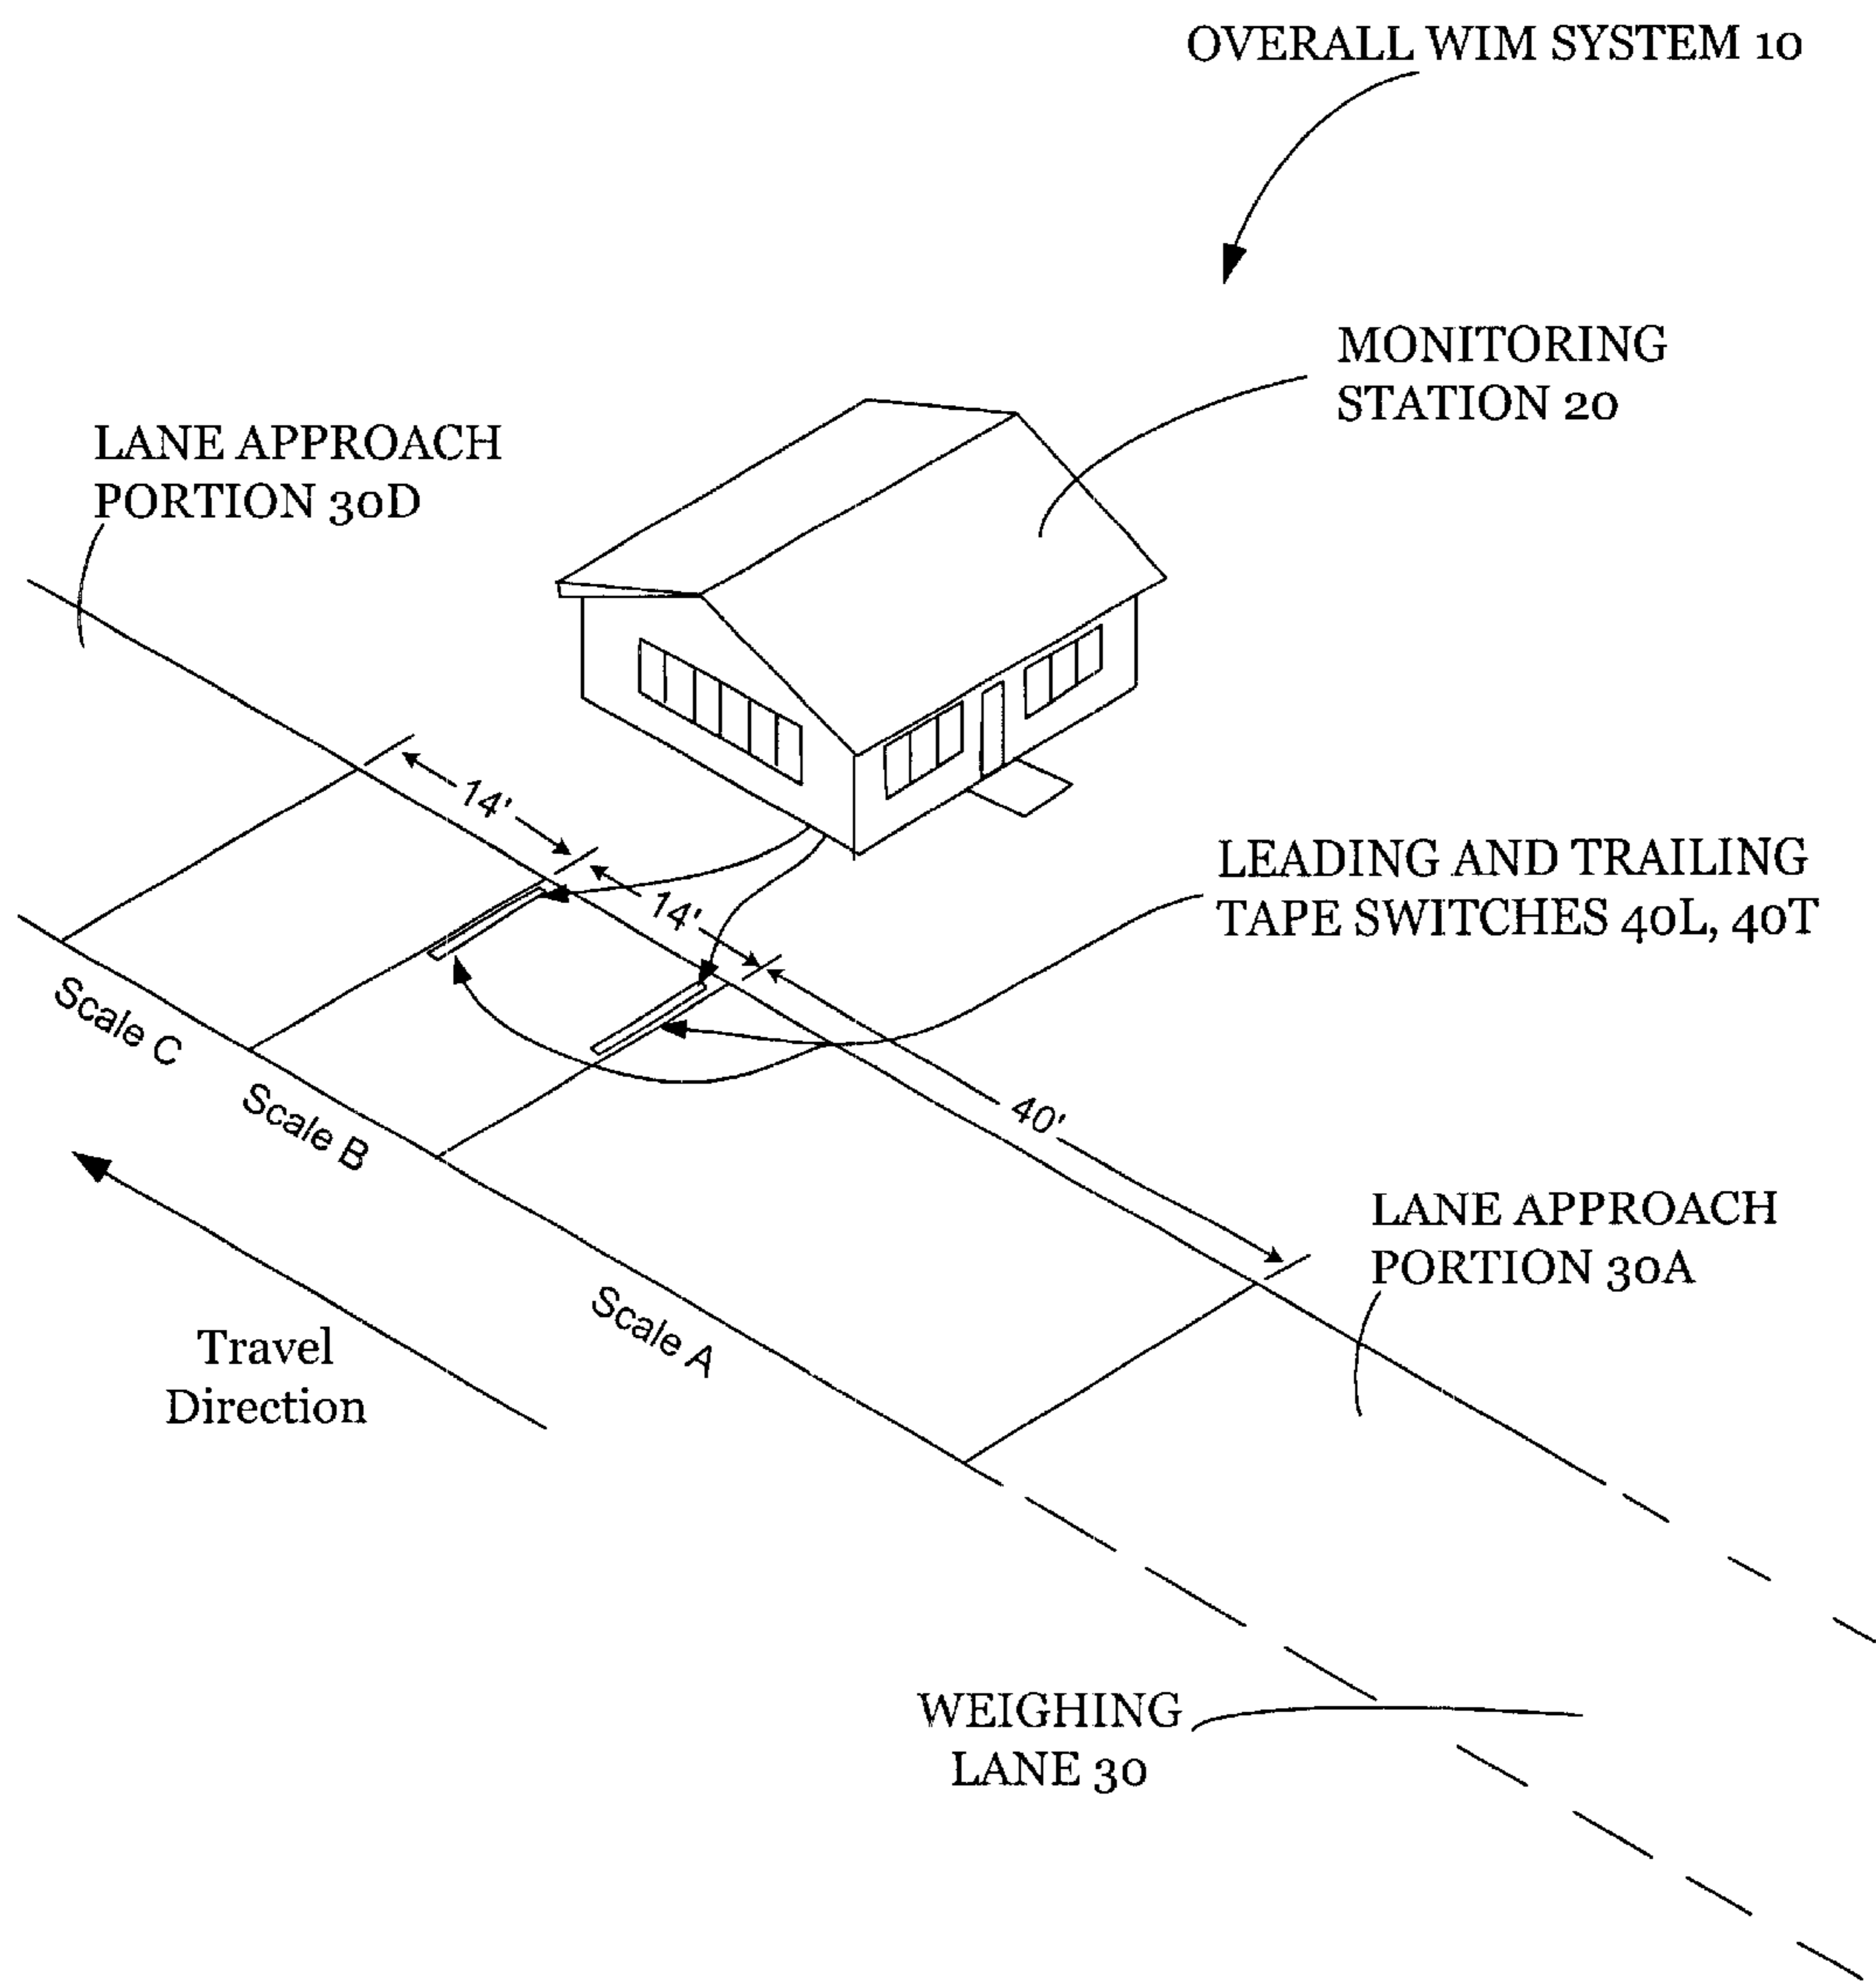 OVERALL WIM SYSTEM 10
MONITORING
STATION 20
LANE APPROACH
PORTION 30D
14'
14'
LEADING AND TRAILING
TAPE SWITCHES 40L, 40T
Scale C
Scale B
40'
LANE APPROACH
PORTION 30A
Scale A
Travel
Direction
WEIGHING
LANE 30